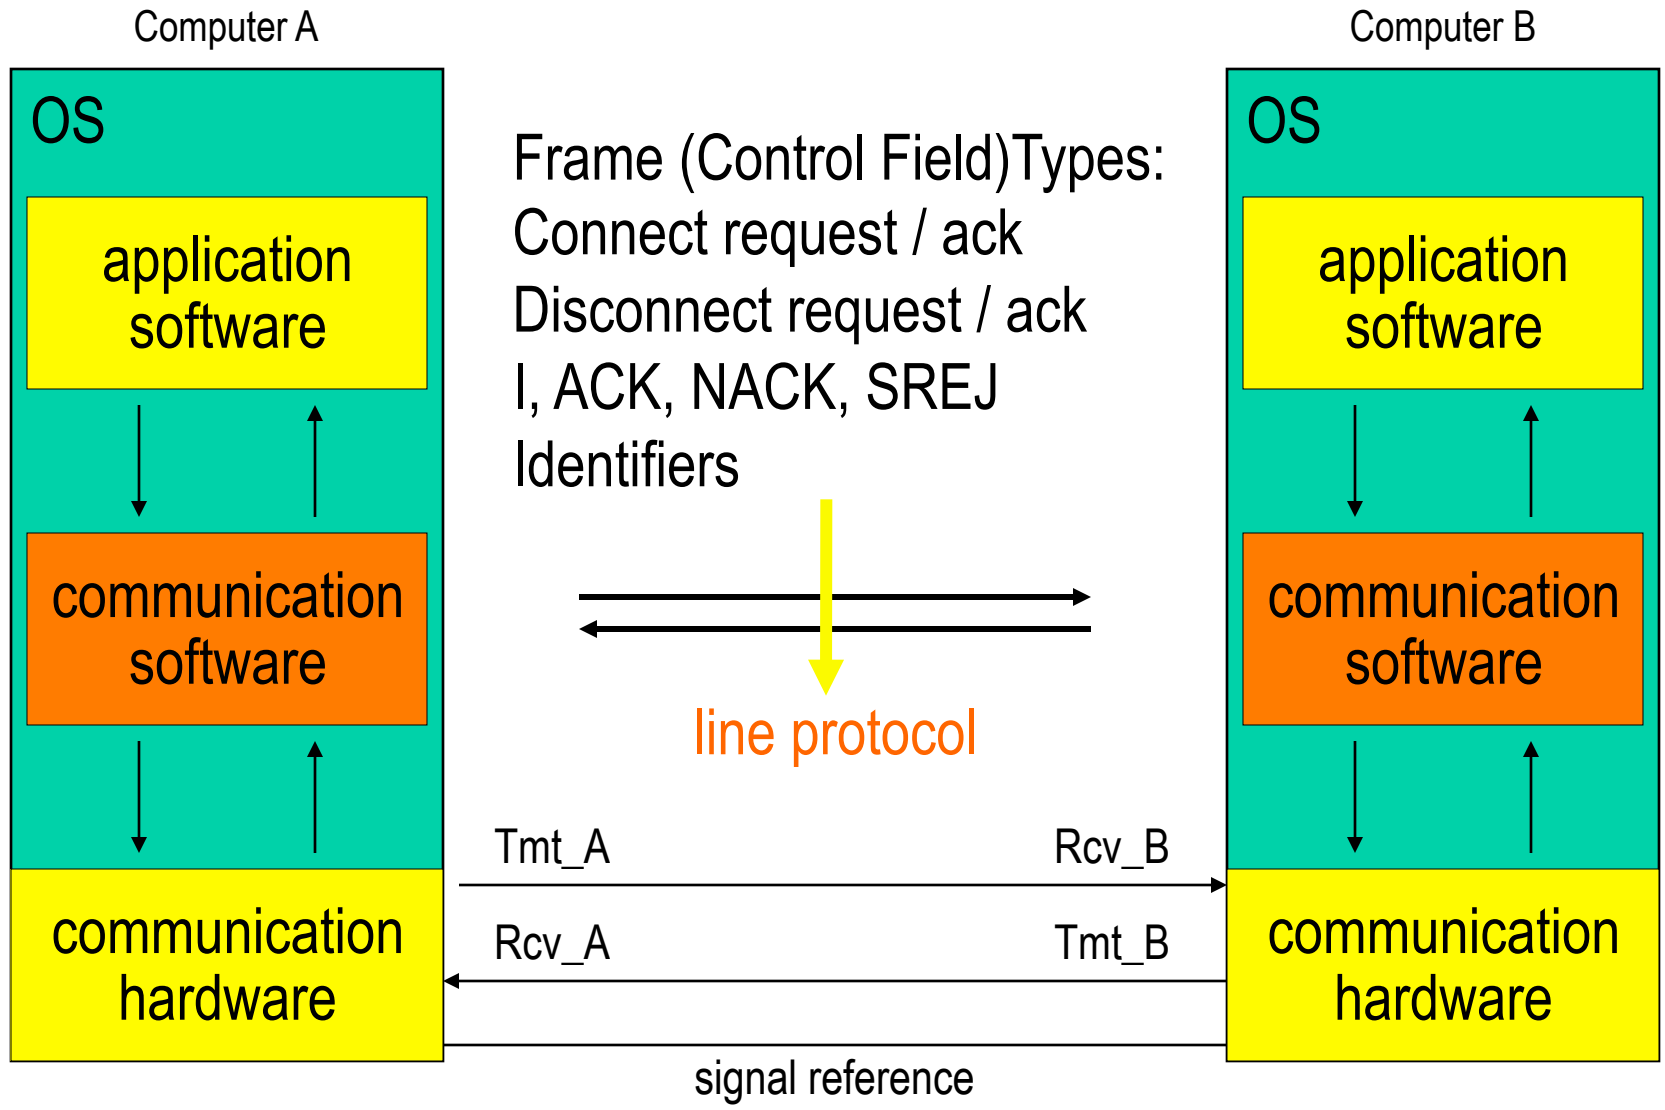 Computer A
Computer B
OS
application
software
communication
software
communication
hardware
Frame (Control Field)Types:
Connect request / ack
Disconnect request / ack
I, ACK, NACK, SREJ
Identifiers
line protocol
Tmt_A
Rcv_B
Rcv_A
Tmt_B
signal reference
OS
application
software
communication
software
communication
hardware